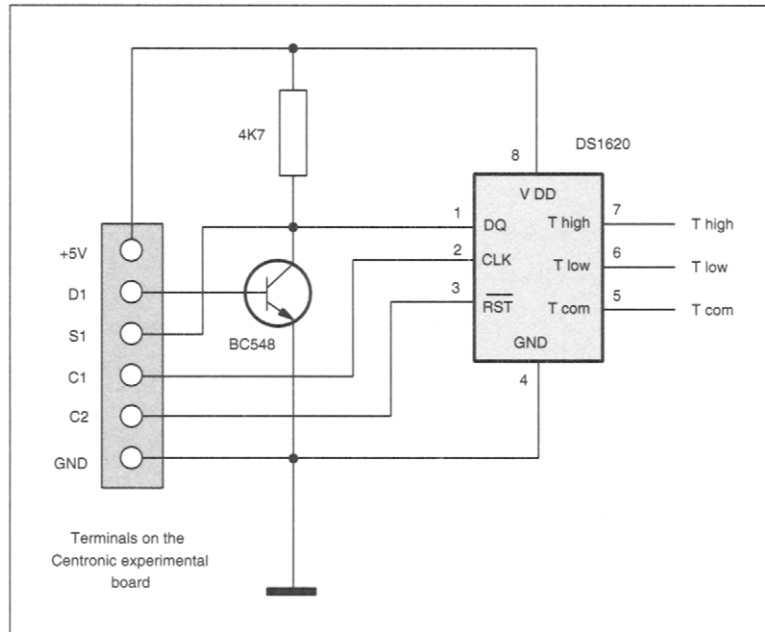 4K7
DS1620
8
V DD
1
DQ
T high
7
T high
2
CLK
T low
6
T low
3
RST
T com
5
T com
GND
4
+5V
D1
S1
C1
C2
GND
BC548
Terminals on the
Centronic experimental
board